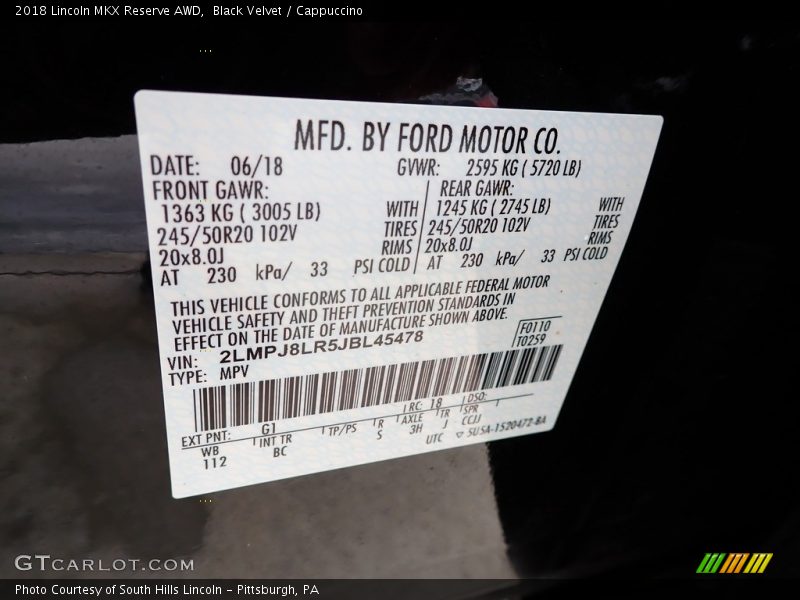 2018 Lincoln MKX Reserve AWD,  Black Velvet / Cappuccino
MFD. BY FORD MOTOR CO.
DATE: 06/18 GVWR: 2595 KG ( 5720 LB)
FRONT GAWR: REAR GAWR:
1363 KG ( 3005 LB) WITH 1245 KG ( 2745 LB) WITH
245/50R20 102V TIRES 245/50R20 102V TIRES
20x8.0J RIMS 20x8.0J RIMS
AT 230 kPa/ 33 PSI COLD AT 230 kPa/ 33 PSI COLD
THIS VEHICLE CONFORMS TO ALL APPLICABLE FEDERAL MOTOR
VEHICLE SAFETY AND THEFT PREVENTION STANDARDS IN
EFFECT ON THE DATE OF MANUFACTURE SHOWN ABOVE.
F0110
T0259
VIN: 2LMPJ8LR5JBL45478
TYPE: MPV
EXT PNT: G1 RC: 18 DSO:
WB INT TR TP/PS R AXLE TR SPR
112 BC S 3H J CCJJ
UTC ▽ 5U5A-1520472-BA
GTCARLOT.COM
Photo Courtesy of South Hills Lincoln - Pittsburgh, PA